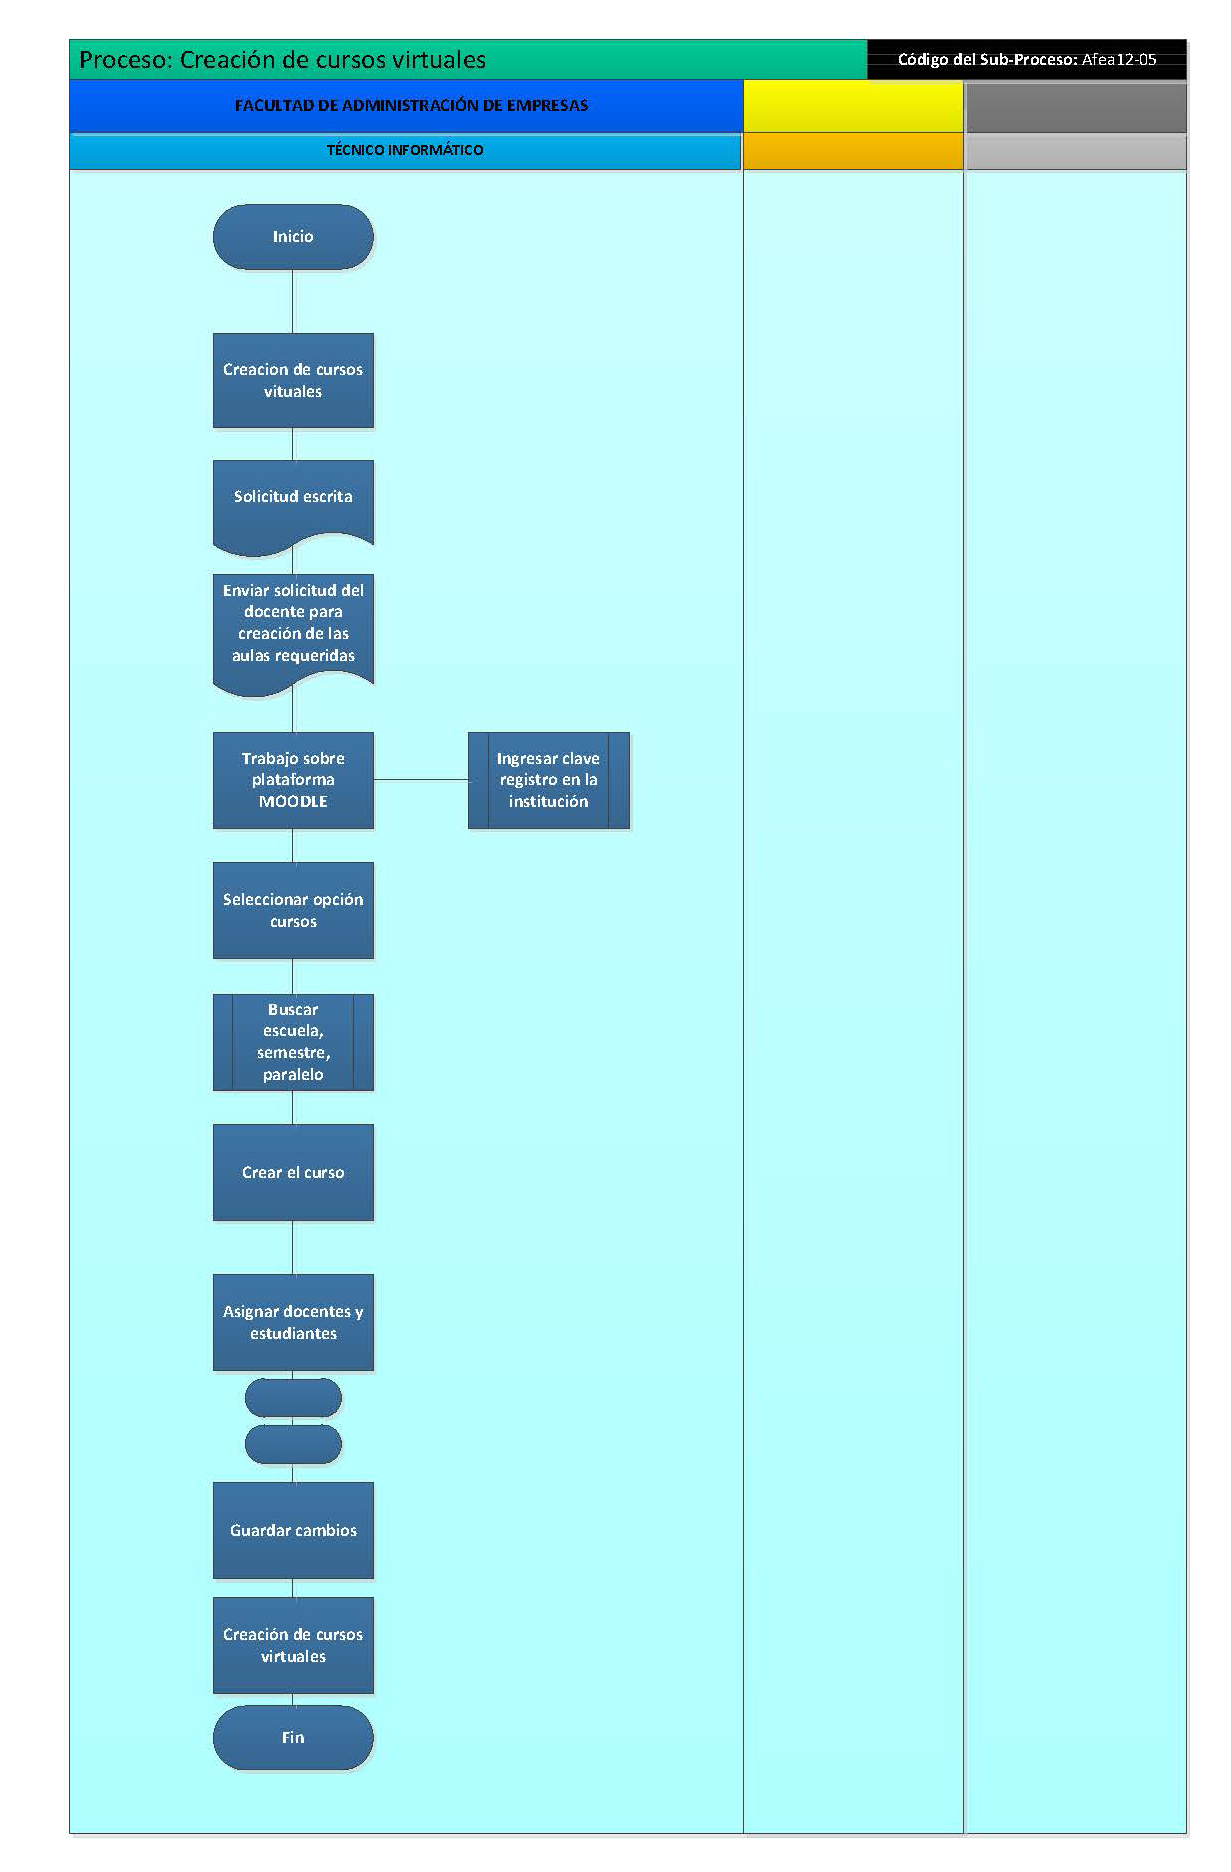 Proceso: Creación de cursos virtuales
Código del Sub-Proceso: Afea12-05
FACULTAD DE ADMINISTRACIÓN DE EMPRESAS
TÉCNICO INFORMÁTICO
Inicio
Creacion de cursos
vituales
Solicitud escrita
Enviar solicitud del
docente para
creación de las
aulas requeridas
Trabajo sobre
plataforma
MOODLE
Ingresar clave
registro en la
institución
Seleccionar opción
cursos
Buscar
escuela,
semestre,
paralelo
Crear el curso
Asignar docentes y
estudiantes
Guardar cambios
Creación de cursos
virtuales
Fin